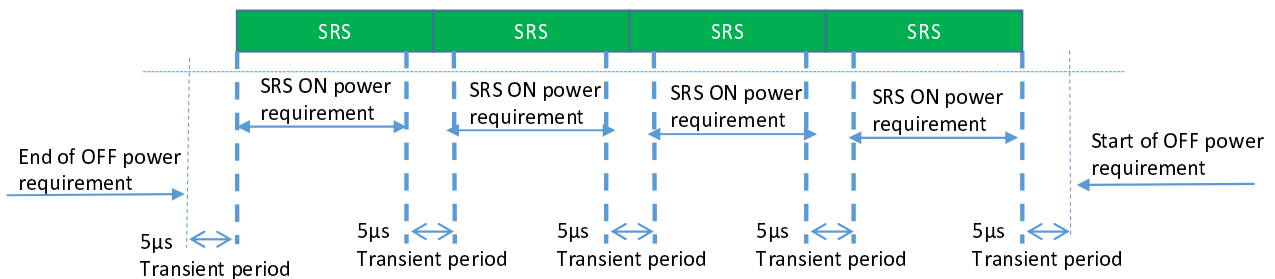 SRS SRS SRS SRS
SRS ON power
requirement
SRS ON power
requirement
SRS ON power
requirement
SRS ON power
requirement
End of OFF power
requirement
Start of OFF power
requirement
5µs
Transient period
5µs
Transient period
5µs
Transient period
5µs
Transient period
5µs
Transient period